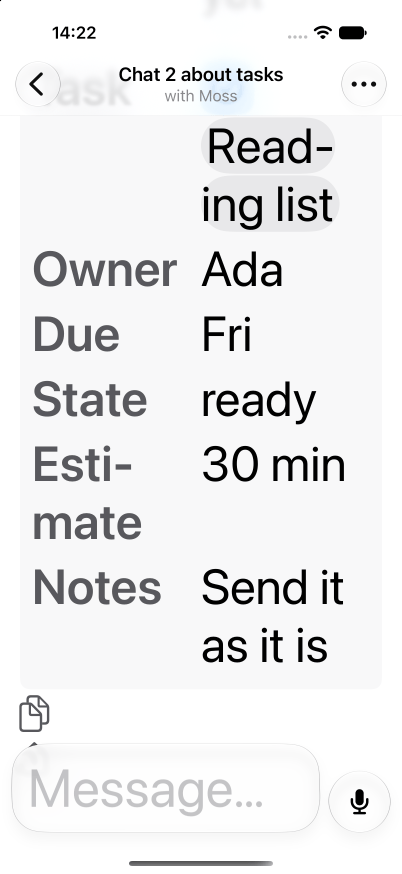 14:22
Chat 2 about tasks
with Moss
Task
Read-
ing list
Owner Ada
Due Fri
State ready
Esti-
mate 30 min
Notes Send it
as it is
Message...